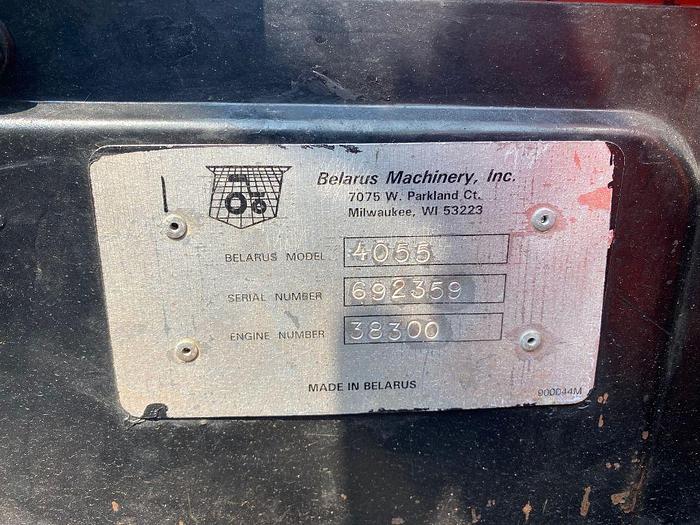 Belarus Machinery, Inc.
7075 W. Parkland Ct.
Milwaukee, WI 53223
BELARUS MODEL 4055
SERIAL NUMBER 692359
ENGINE NUMBER 38300
MADE IN BELARUS
900044M